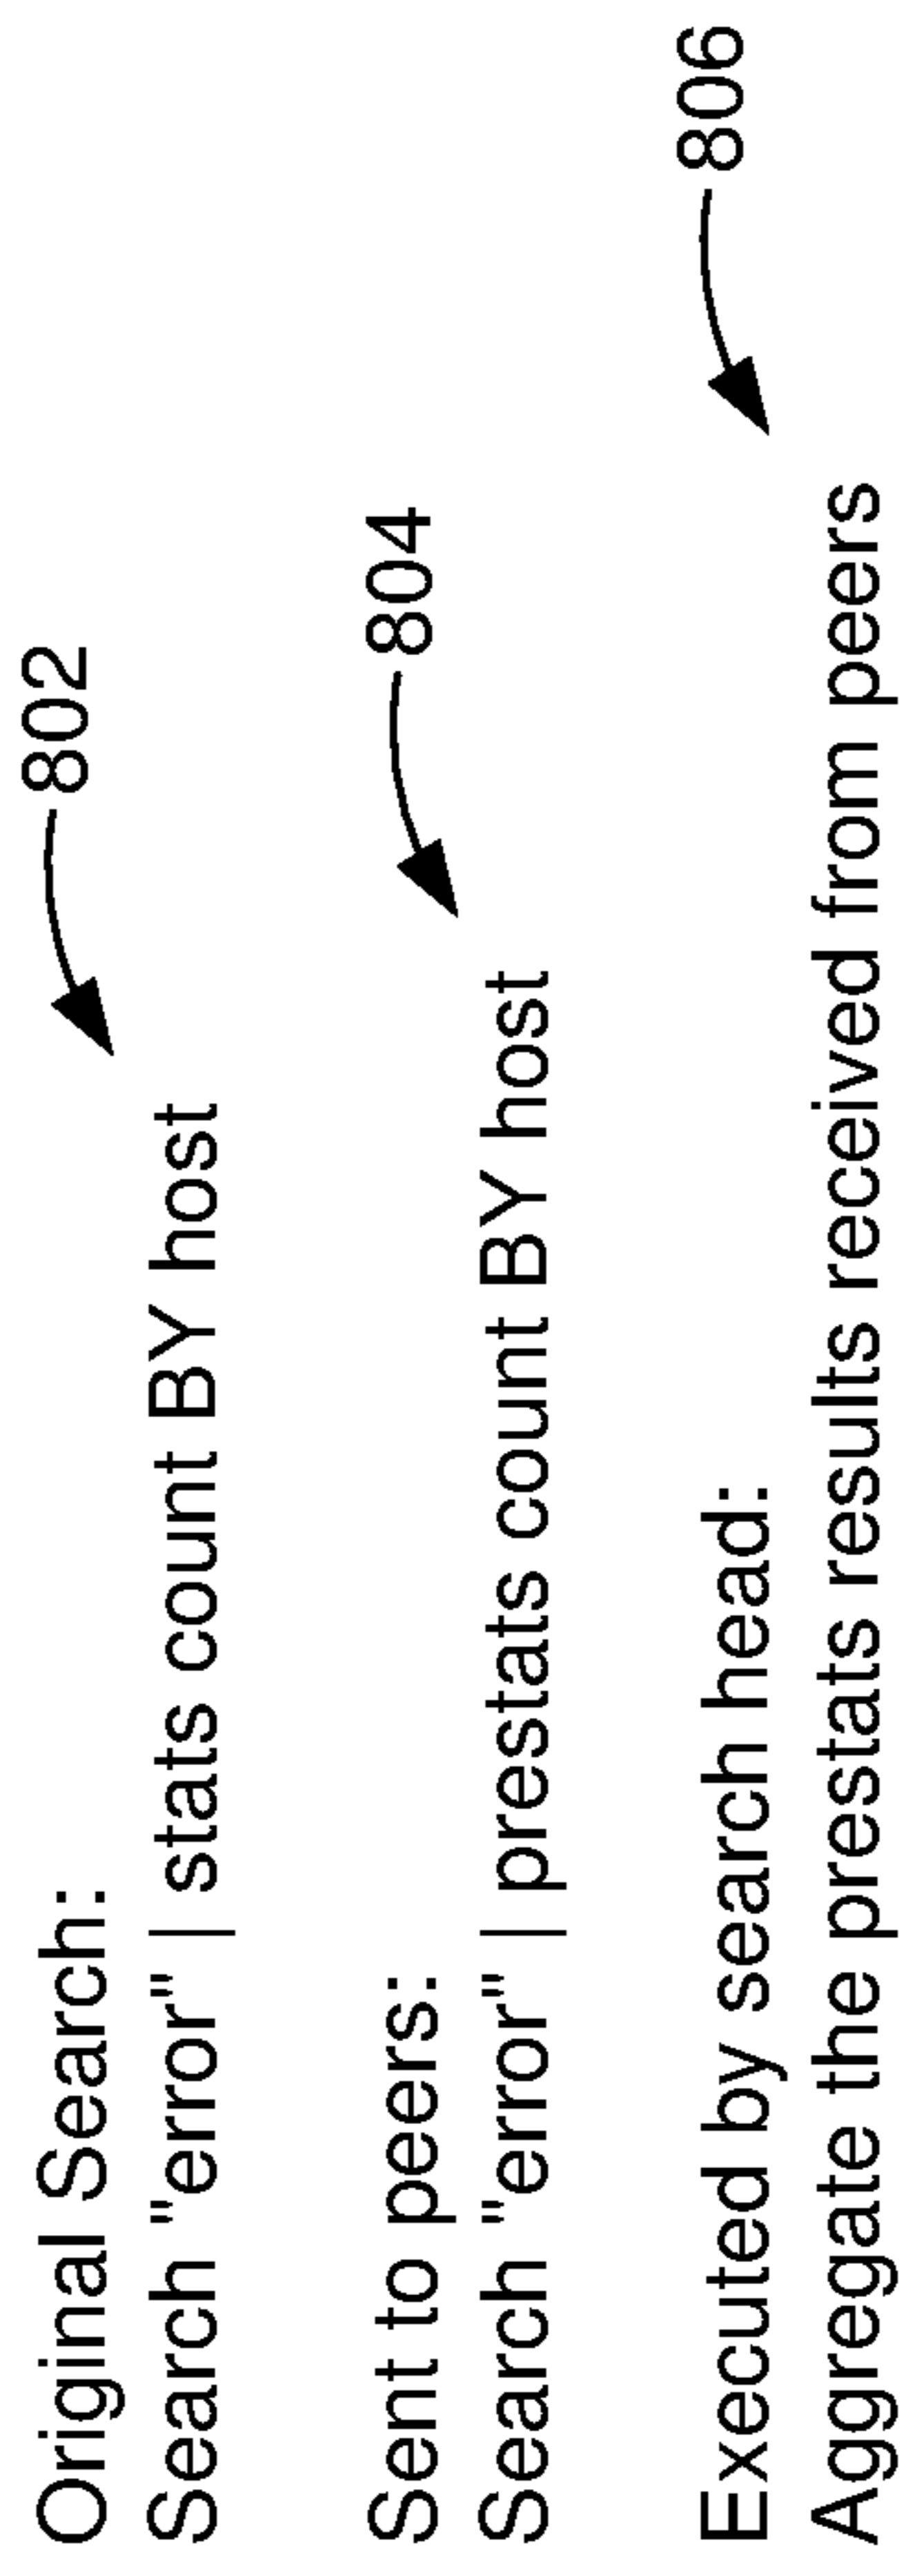 Original Search:
802
Search "error" | stats count BY host
Sent to peers:
804
Search "error" | prestats count BY host
Executed by search head:
806
Aggregate the prestats results received from peers